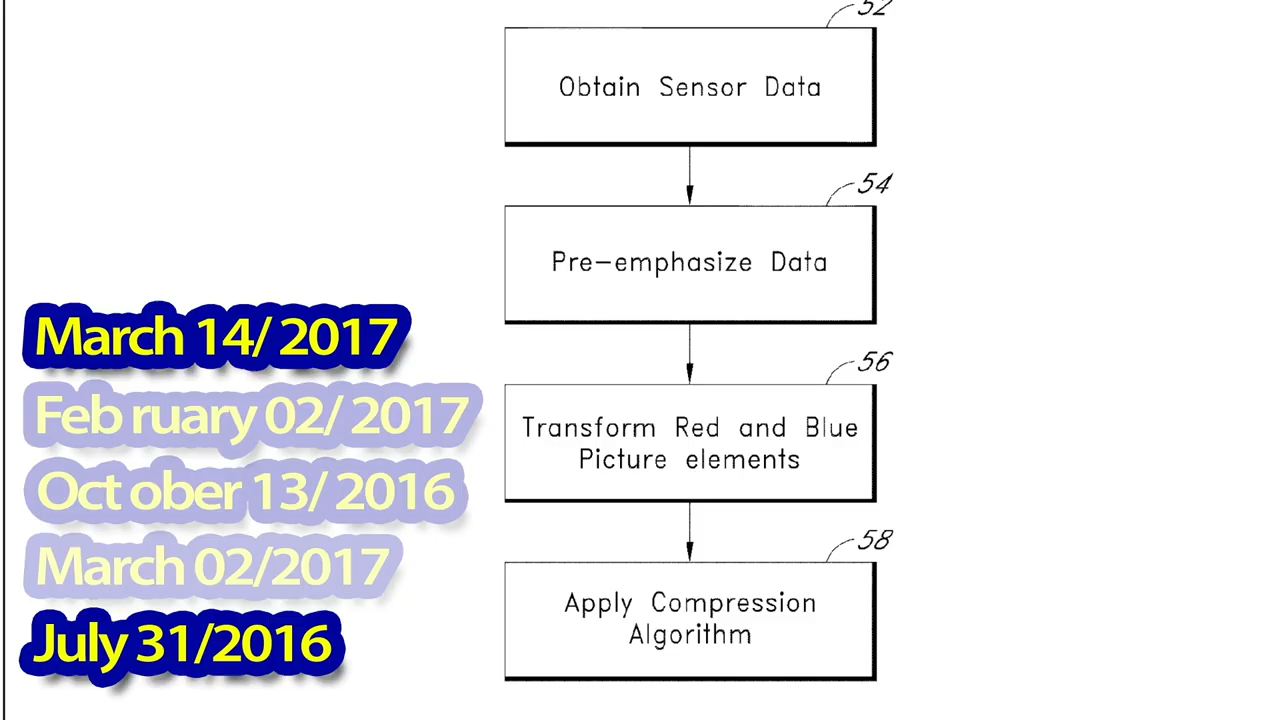 52
Obtain Sensor Data
54
Pre-emphasize Data
56
Transform Red and Blue
Picture elements
58
Apply Compression
Algorithm
March 14/ 2017
Feb ruary 02/ 2017
Oct ober 13/ 2016
March 02/2017
July 31/2016